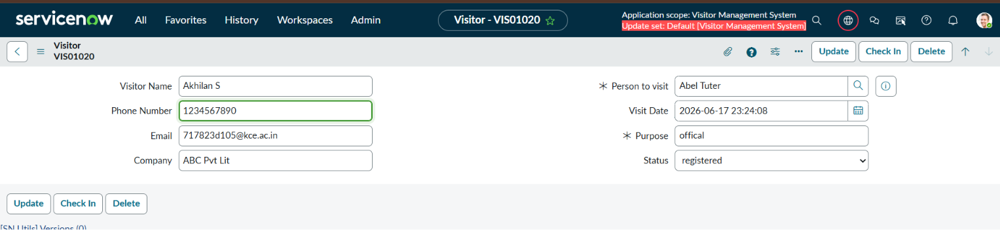 servicenow All Favorites History Workspaces Admin Visitor - VIS01020 Application scope: Visitor Management System
Update set: Default [Visitor Management System]
Visitor
VIS01020
Update Check In Delete
Visitor Name Akhilan S
Phone Number 1234567890
Email 717823d105@kce.ac.in
Company ABC Pvt Lit
Person to visit Abel Tuter
Visit Date 2026-06-17 23:24:08
Purpose offical
Status registered
Update Check In Delete
[SN Utils] Versions (0)